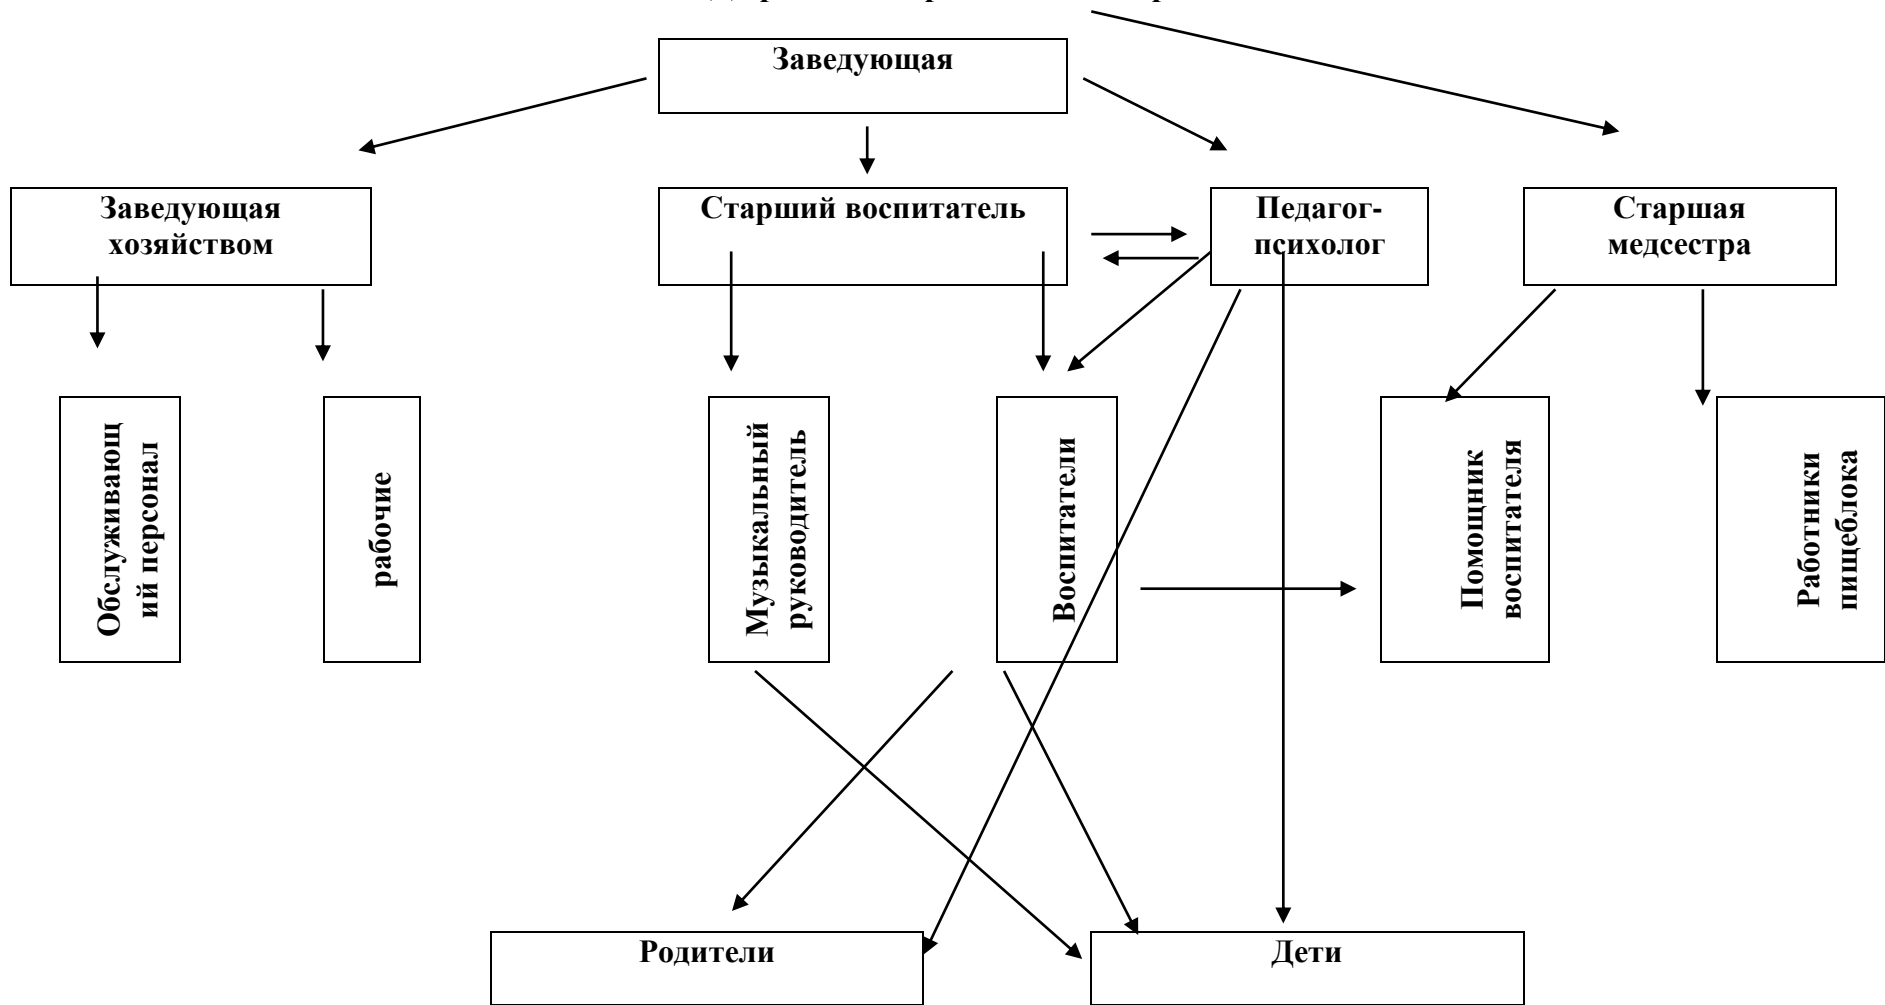 Заведующая
Заведующая
хозяйством
Старший воспитатель
Педагог-
психолог
Старшая
медсестра
Обслуживающ
ий персонал
рабочие
Музыкальный
руководитель
Воспитатели
Помощник
воспитателя
Работники
пищеблока
Родители
Дети